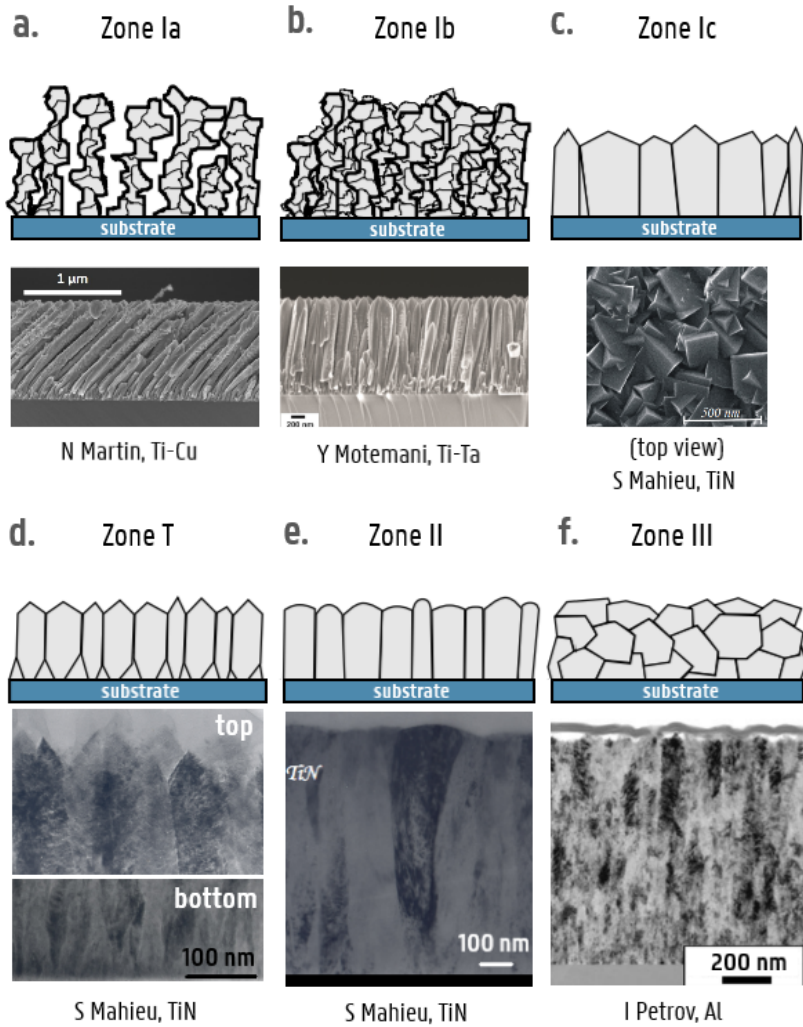 a. Zone Ia
b. Zone Ib
c. Zone Ic
substrate
substrate
substrate
1 μm
200 nm
500 nm
N Martin, Ti-Cu
Y Motemani, Ti-Ta
(top view)
S Mahieu, TiN
d. Zone T
e. Zone II
f. Zone III
substrate
substrate
substrate
top
bottom
100 nm
TiN
100 nm
200 nm
S Mahieu, TiN
S Mahieu, TiN
I Petrov, Al